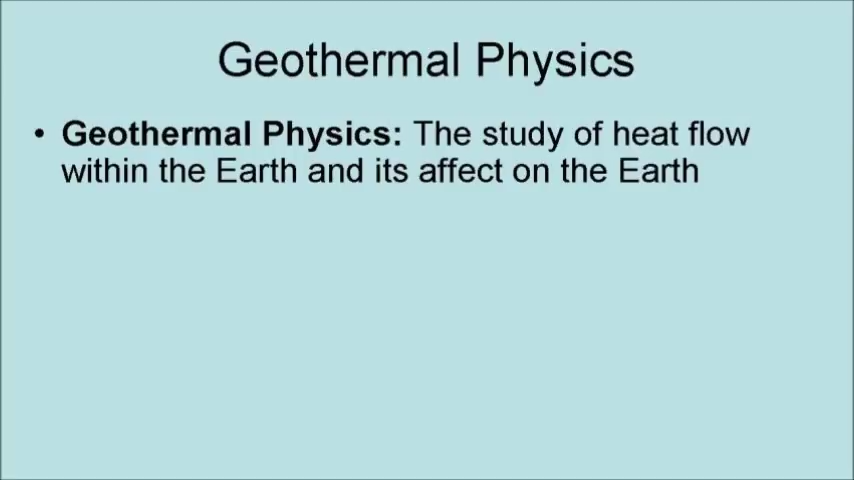 Geothermal Physics
• Geothermal Physics: The study of heat flow
within the Earth and its affect on the Earth